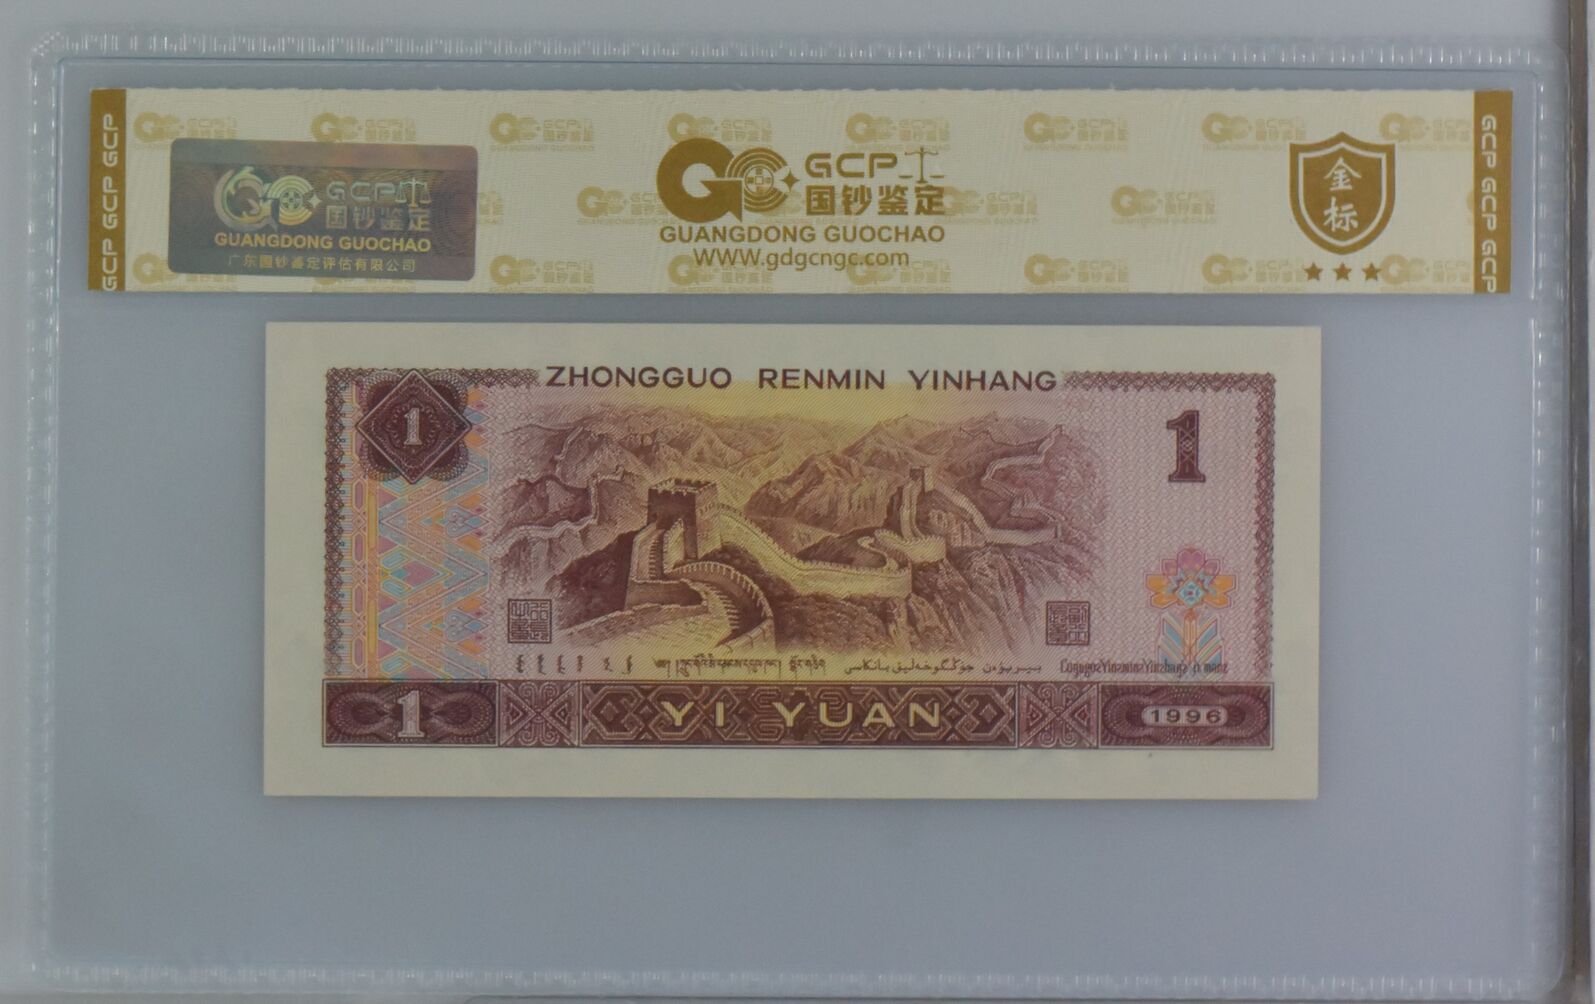 GCP GCP GCP
GCP 国钞鉴定
GUANGDONG GUOCHAO
广东国钞鉴定评估有限公司
GCP
国钞鉴定
GUANGDONG GUOCHAO
WWW.gdgcngc.com
金标
GCP GCP GCP
ZHONGGUO RENMIN YINHANG
1
1
1
YI YUAN
1996